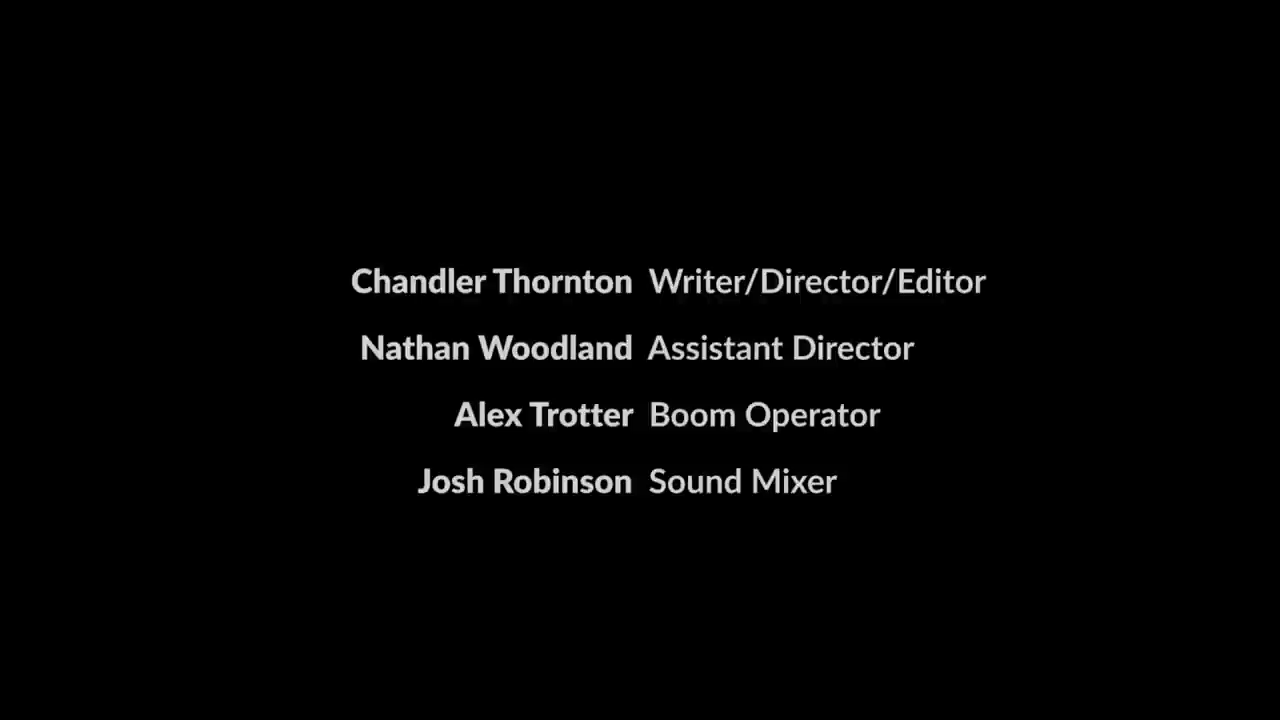 Chandler Thornton Writer/Director/Editor
Nathan Woodland Assistant Director
Alex Trotter Boom Operator
Josh Robinson Sound Mixer